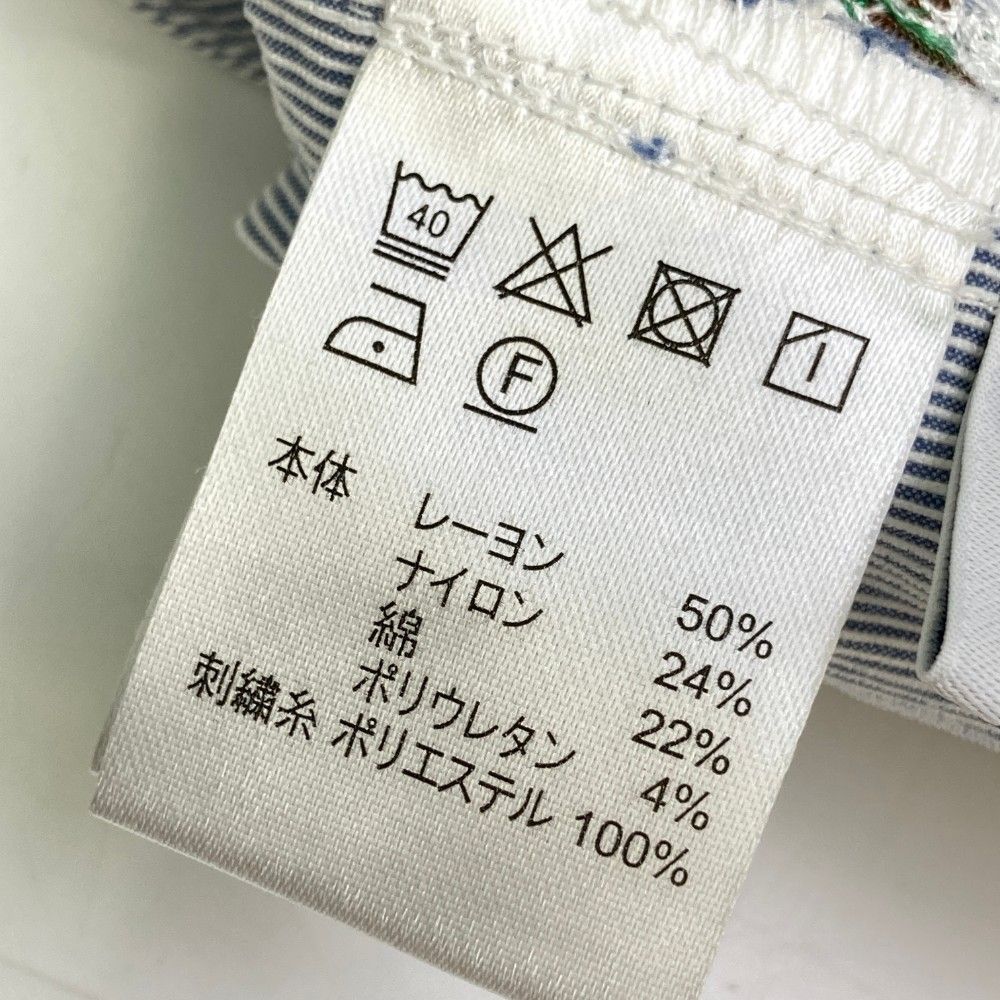 40
F
本体 レーヨン 50%
ナイロン 24%
綿 22%
ポリウレタン 4%
刺繍糸 ポリエステル 100%